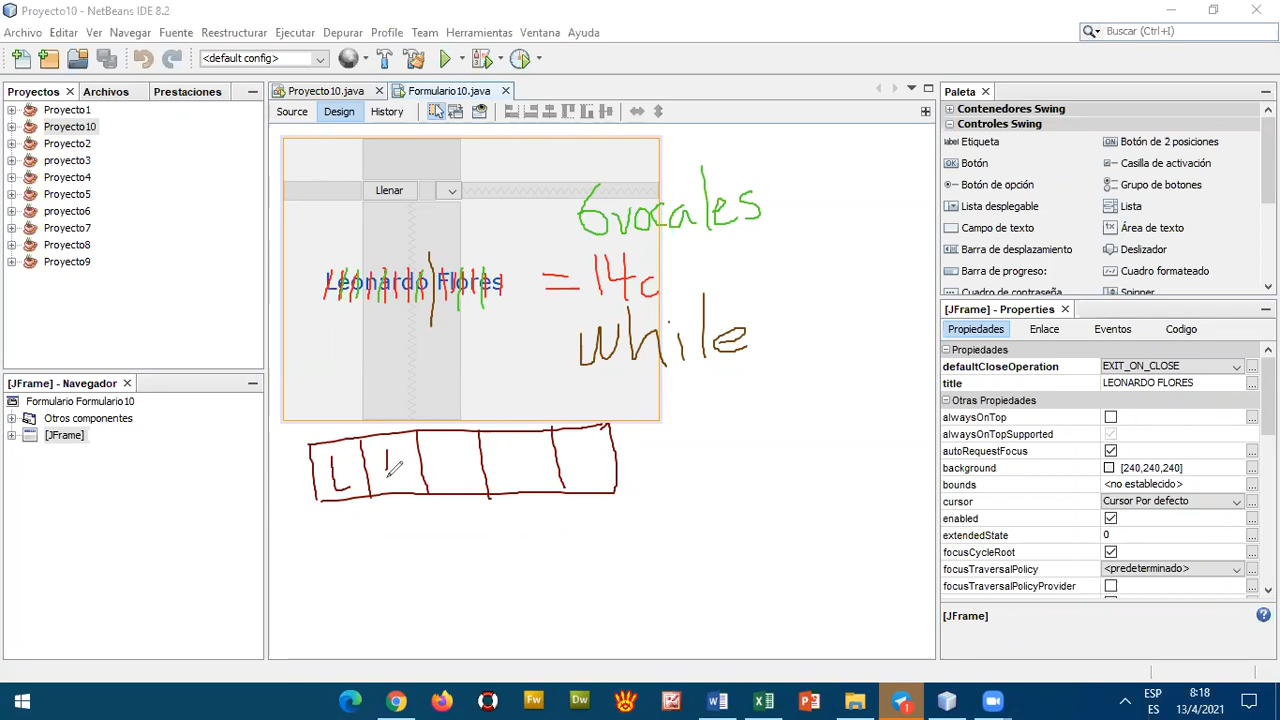 Proyecto10 - NetBeans IDE 8.2
Archivo Editar Ver Navegar Fuente Reestructurar Ejecutar Depurar Profile Team Herramientas Ventana Ayuda
Buscar (Ctrl+I)
<default config>
Proyectos Archivos Prestaciones
Proyecto1
Proyecto10
Proyecto2
proyecto3
Proyecto4
Proyecto5
proyecto6
Proyecto7
Proyecto8
Proyecto9
[JFrame] - Navegador
Formulario Formulario10
Otros componentes
[JFrame]
Proyecto10.java Formulario10.java
Source Design History
Llenar
6vocales
Leonardo Flores = 14c
while
L
Paleta
Contenedores Swing
Controles Swing
Etiqueta Botón de 2 posiciones
Botón Casilla de activación
Botón de opción Grupo de botones
Lista desplegable Lista
Campo de texto Área de texto
Barra de desplazamiento Deslizador
Barra de progreso: Cuadro formateado
Contraseña Spinner
[JFrame] - Properties
Propiedades Enlace Eventos Codigo
Propiedades
defaultCloseOperation EXIT_ON_CLOSE
title LEONARDO FLORES
Otras Propiedades
alwaysOnTop
alwaysOnTopSupported
autoRequestFocus
background [240,240,240]
bounds <no establecido>
cursor Cursor Por defecto
enabled
extendedState 0
focusCycleRoot
focusTraversalPolicy <predeterminado>
focusTraversalPolicyProvider
[JFrame]
ESP
ES
8:18
13/4/2021